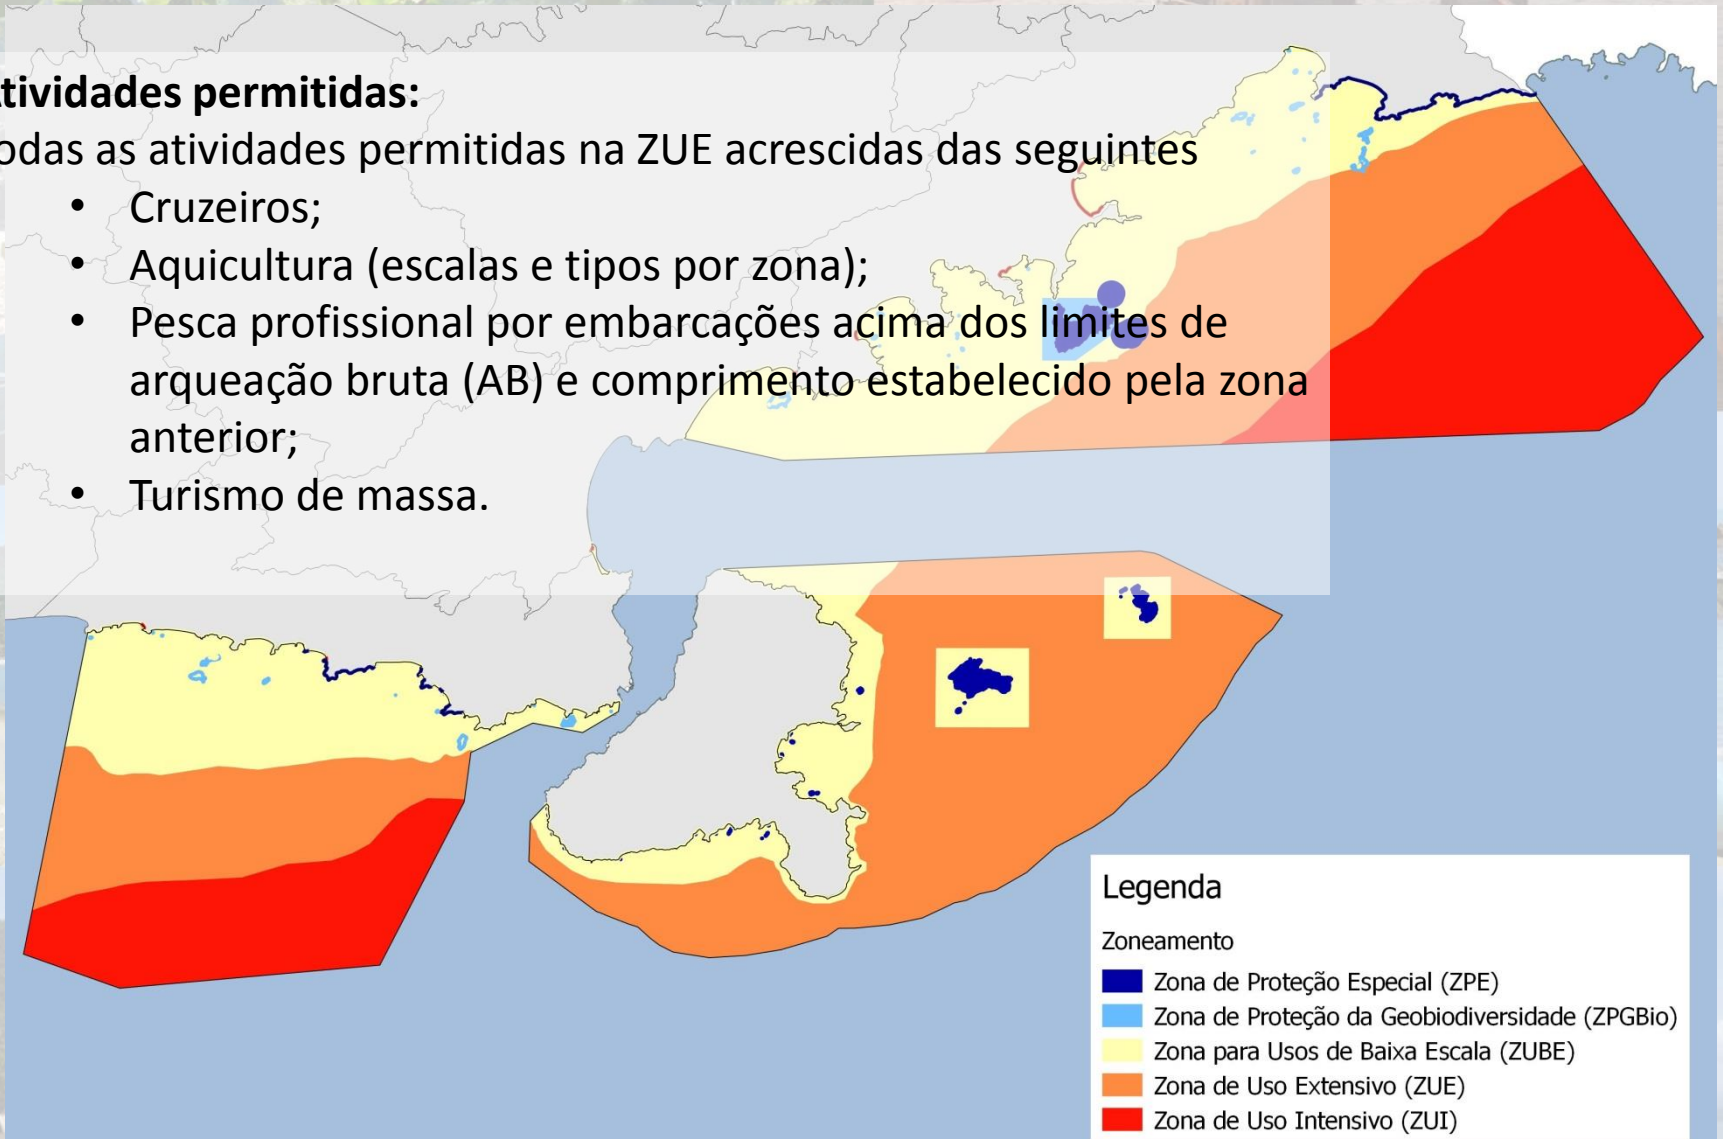 tividades permitidas:
odas as atividades permitidas na ZUE acrescidas das seguintes
• Cruzeiros;
• Aquicultura (escalas e tipos por zona);
• Pesca profissional por embarcações acima dos limites de
arqueação bruta (AB) e comprimento estabelecido pela zona
anterior;
• Turismo de massa.
Legenda
Zoneamento
Zona de Proteção Especial (ZPE)
Zona de Proteção da Geobiodiversidade (ZPGBio)
Zona para Usos de Baixa Escala (ZUBE)
Zona de Uso Extensivo (ZUE)
Zona de Uso Intensivo (ZUI)